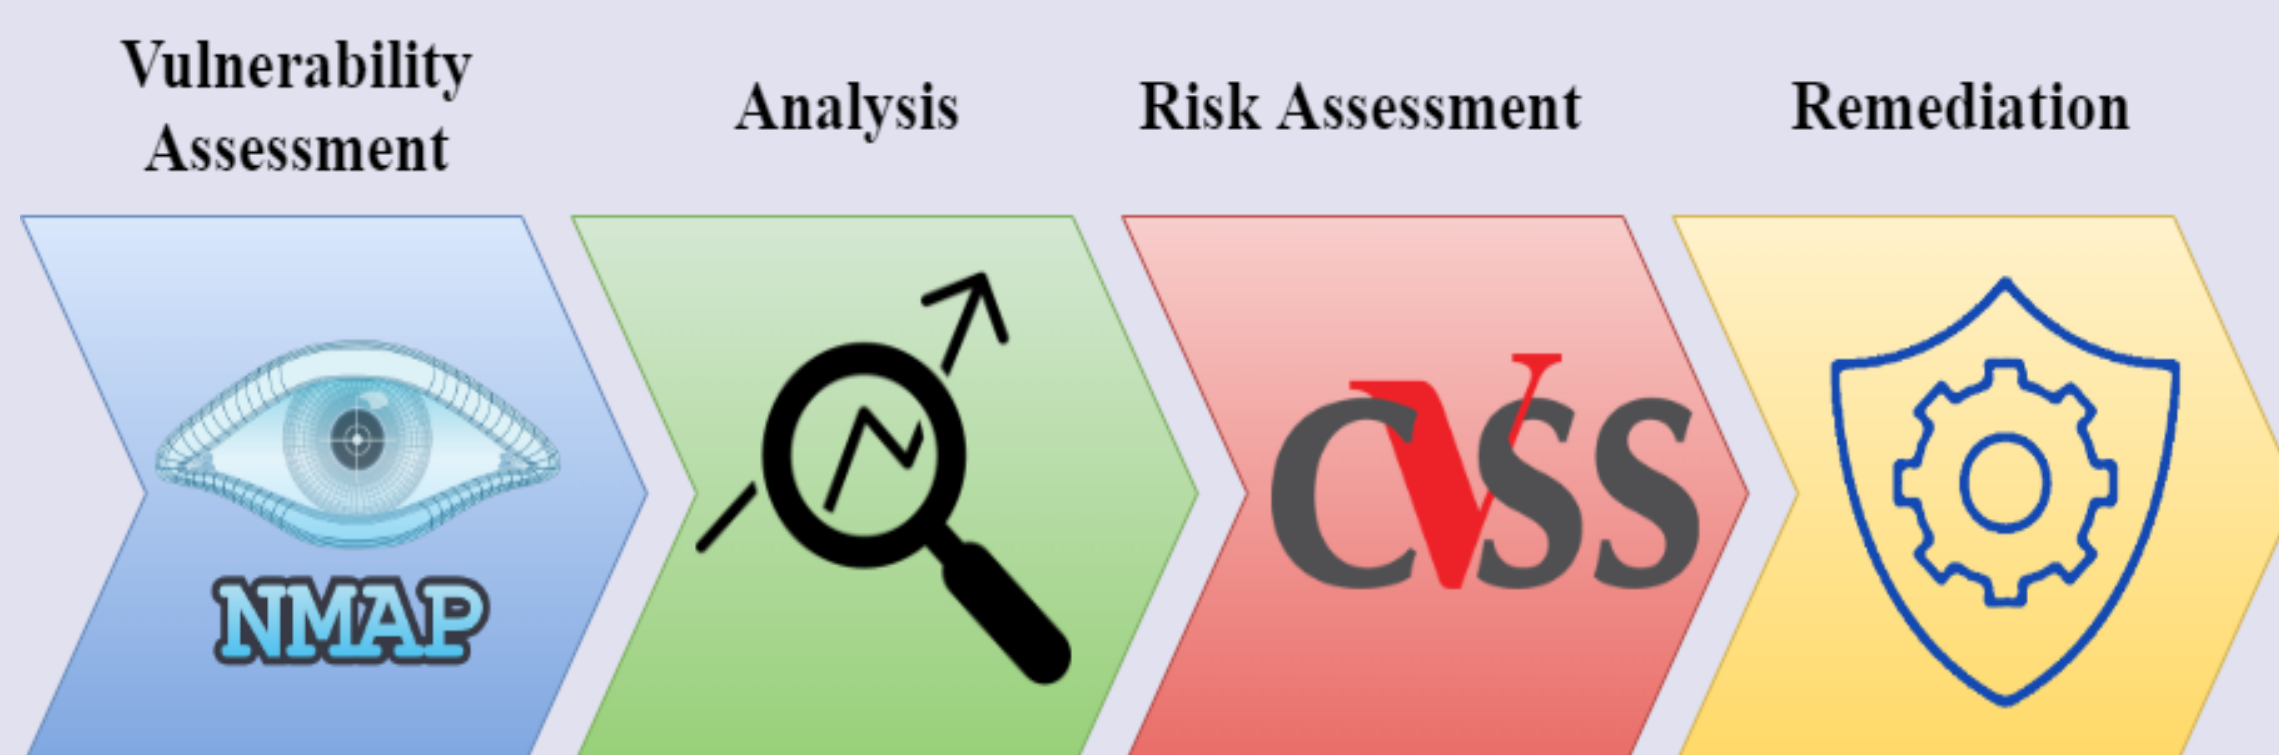 Vulnerability
Assessment
Analysis
Risk Assessment
Remediation
NMAP
CVSS